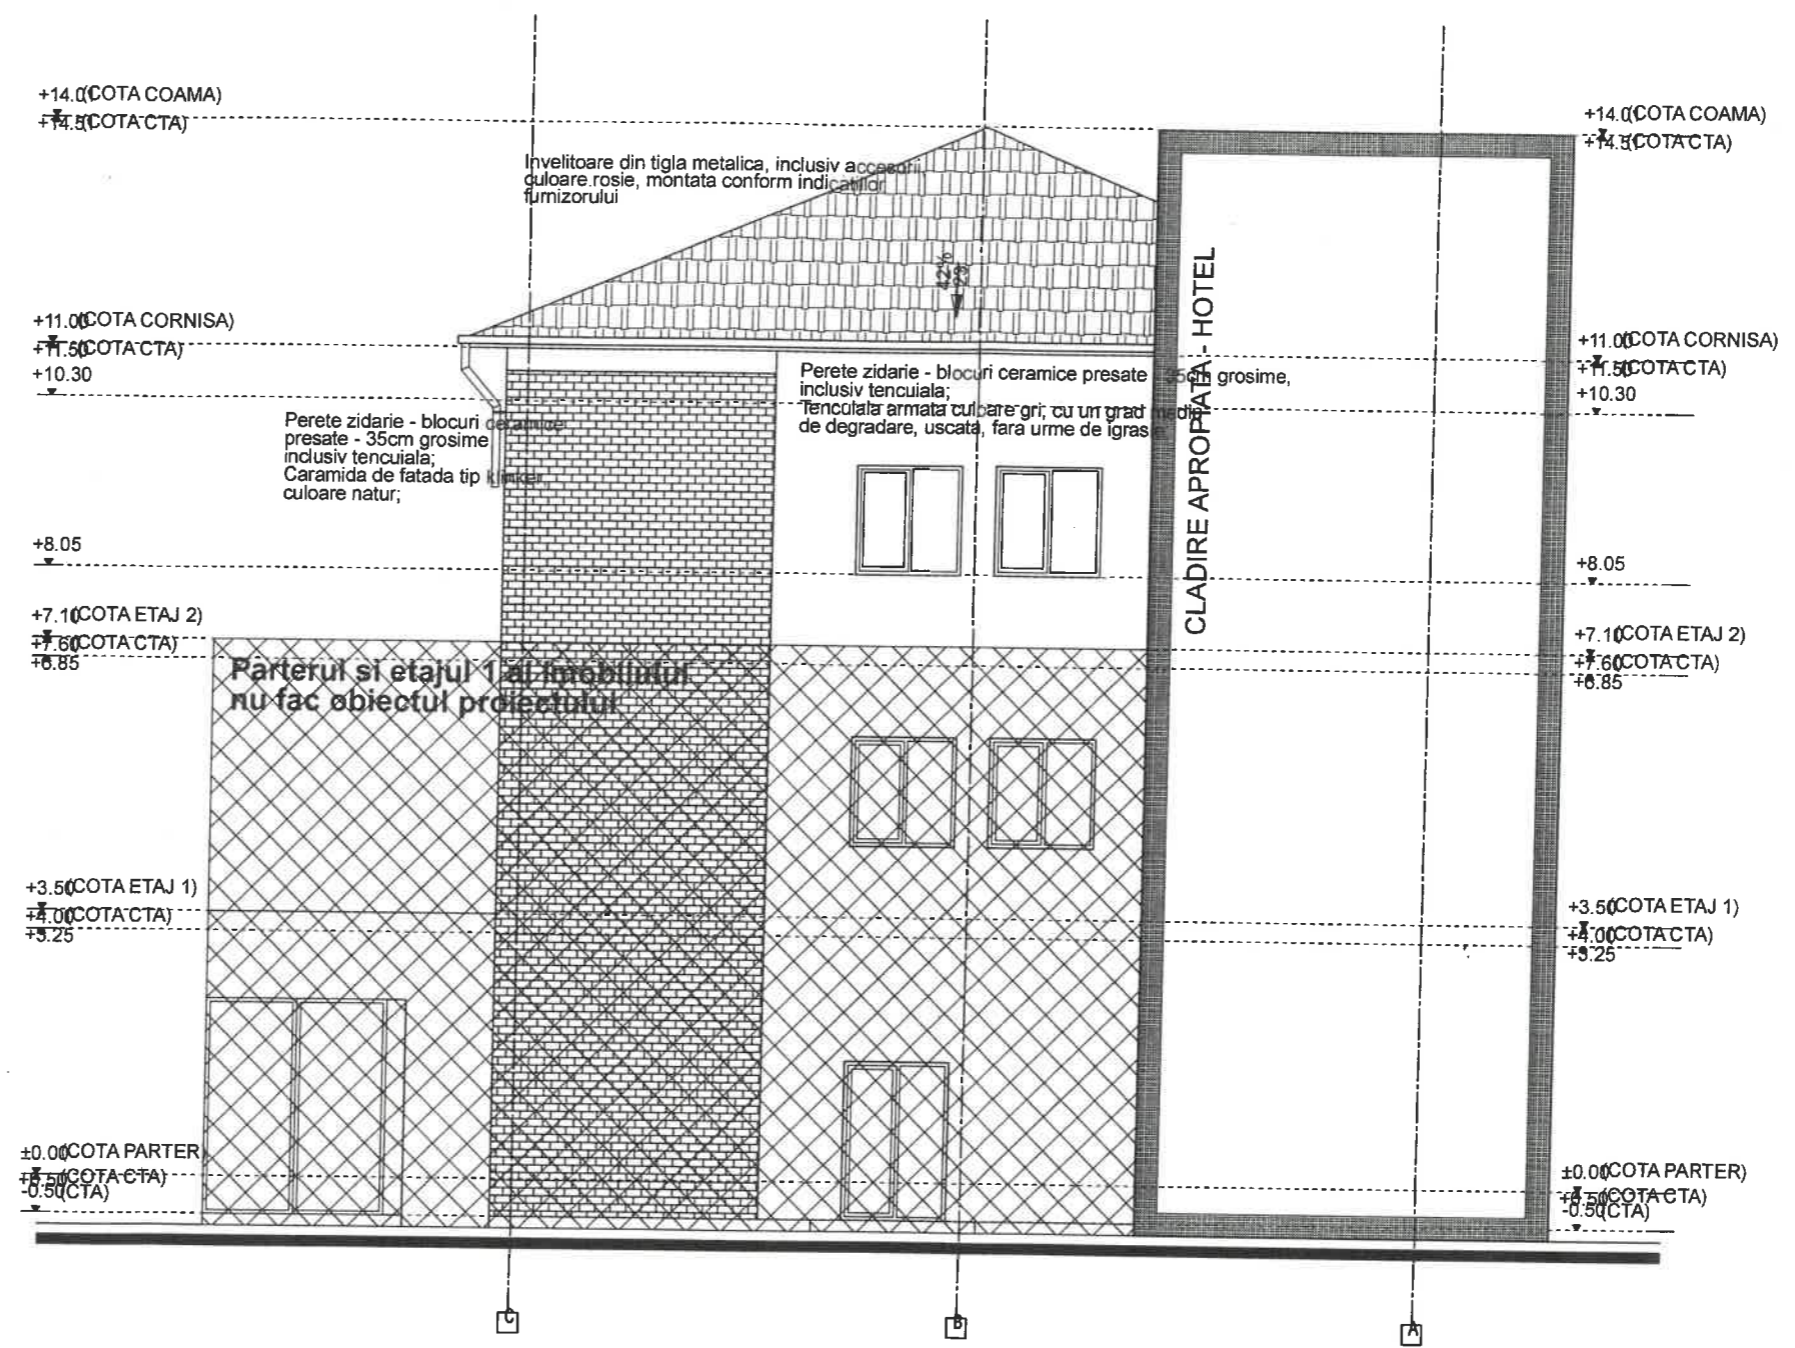 +14.01(COTA COAMA)
+14.51(COTA CTA)
+14.01(COTA COAMA)
+14.51(COTA CTA)
Invelitoare din tigla metalica, inclusiv accesorii,
culoare rosie, montata conform indicatiilor
furnizorului
42%
23°
+11.00(COTA CORNISA)
+11.50(COTA CTA)
+10.30
+11.00(COTA CORNISA)
+11.50(COTA CTA)
+10.30
Perete zidarie - blocuri ceramice presate - 35cm grosime,
inclusiv tencuiala;
Tencuiala armata culoare gri, cu un grad mediu
de degradare, uscata, fara urme de igrasie
Perete zidarie - blocuri ceramice
presate - 35cm grosime
inclusiv tencuiala;
Caramida de fatada tip klinker,
culoare natur;
CLADIRE APROPIATA - HOTEL
+8.05
+8.05
+7.10(COTA ETAJ 2)
+7.60(COTA CTA)
+6.85
+7.10(COTA ETAJ 2)
+7.60(COTA CTA)
+6.85
Parterul si etajul 1 al imobilului
nu fac obiectul proiectului
+3.50(COTA ETAJ 1)
+4.00(COTA CTA)
+3.25
+3.50(COTA ETAJ 1)
+4.00(COTA CTA)
+3.25
±0.00(COTA PARTER)
+0.50(COTA CTA)
-0.50(CTA)
±0.00(COTA PARTER)
+0.50(COTA CTA)
-0.50(CTA)
C
B
A